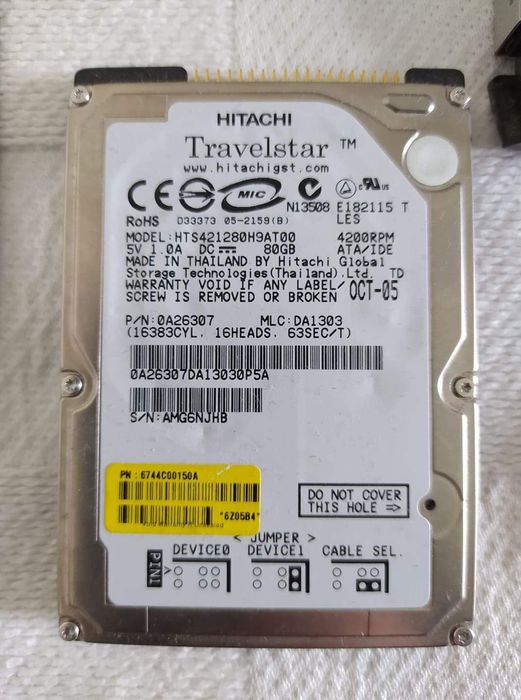 HITACHI
Travelstar ™
www.hitachigst.com
CE MIC N13508 E182115 T
RoHS D33373 05-2159(B) LES
MODEL:HTS421280H9AT00 4200RPM
5V 1.0A DC 80GB ATA/IDE
MADE IN THAILAND BY Hitachi Global
Storage Technologies(Thailand).Ltd. TD
WARRANTY VOID IF ANY LABEL/ OCT-05
SCREW IS REMOVED OR BROKEN
P/N:0A26307 MLC:DA1303
(16383CYL. 16HEADS. 63SEC/T)
0A26307DA13030P5A
S/N:AMG6NJHB
PN : 6744C00150A
*6Z05B4*
DO NOT COVER
THIS HOLE =>
< JUMPER >
DEVICE0 DEVICE1 CABLE SEL.
PIN1